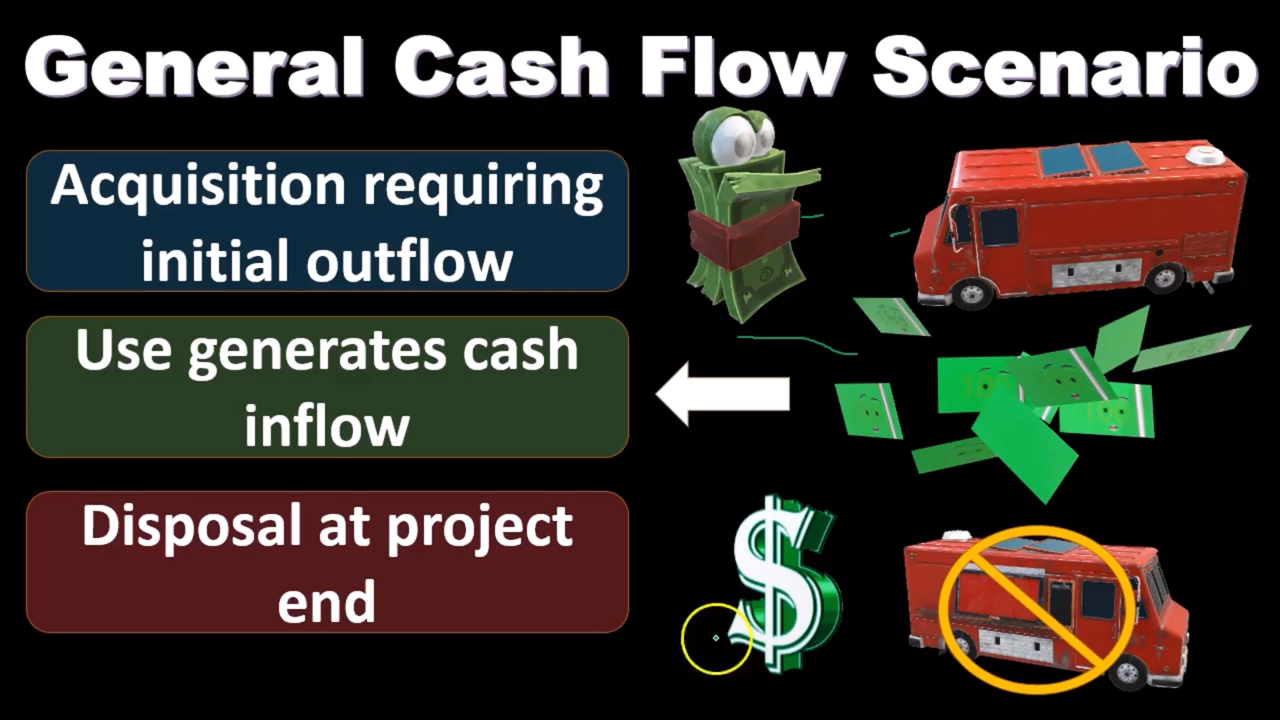 General Cash Flow Scenario
Acquisition requiring
initial outflow
Use generates cash
inflow
Disposal at project
end
$